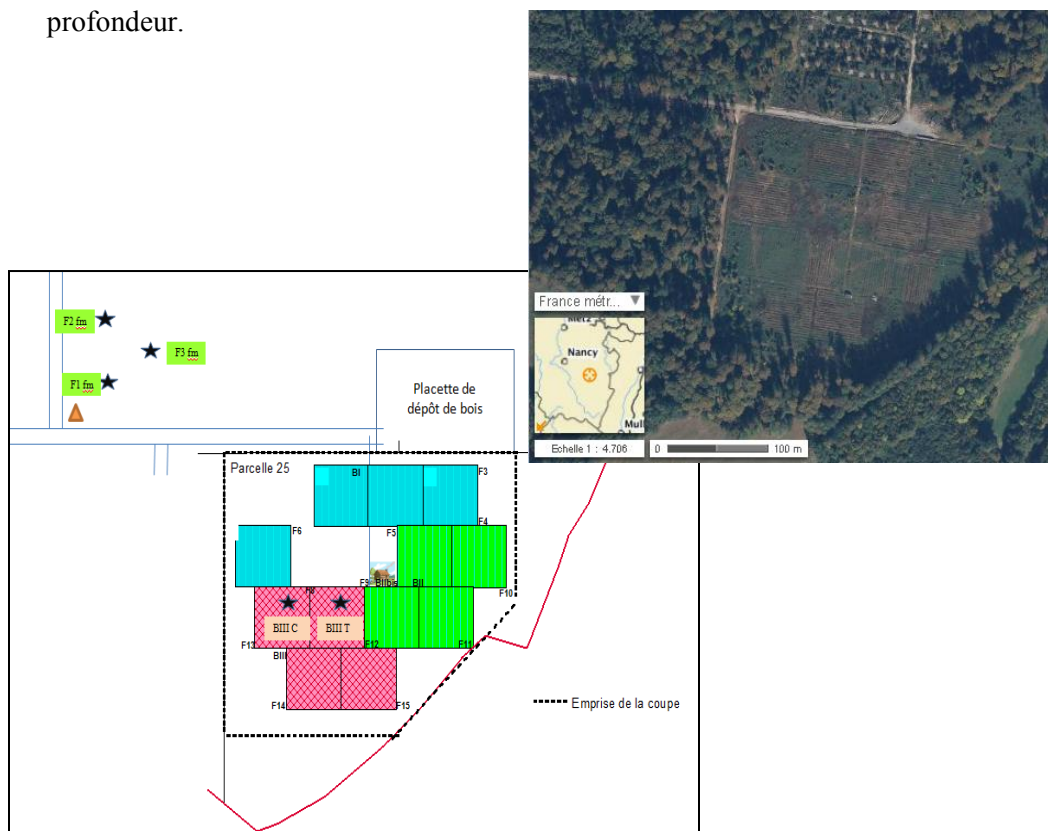 profondeur.
France métr...
Metz
Nancy
Mul
Echelle 1 : 4.706
0
100 m
F2 fm
F3 fm
F1 fm
Placette de
dépôt de bois
Parcelle 25
BI
F3
F4
F6
F5
F9
BIIbis
BII
F10
BIII C
BIII T
F13
F12
F11
BIII
F14
F15
Emprise de la coupe